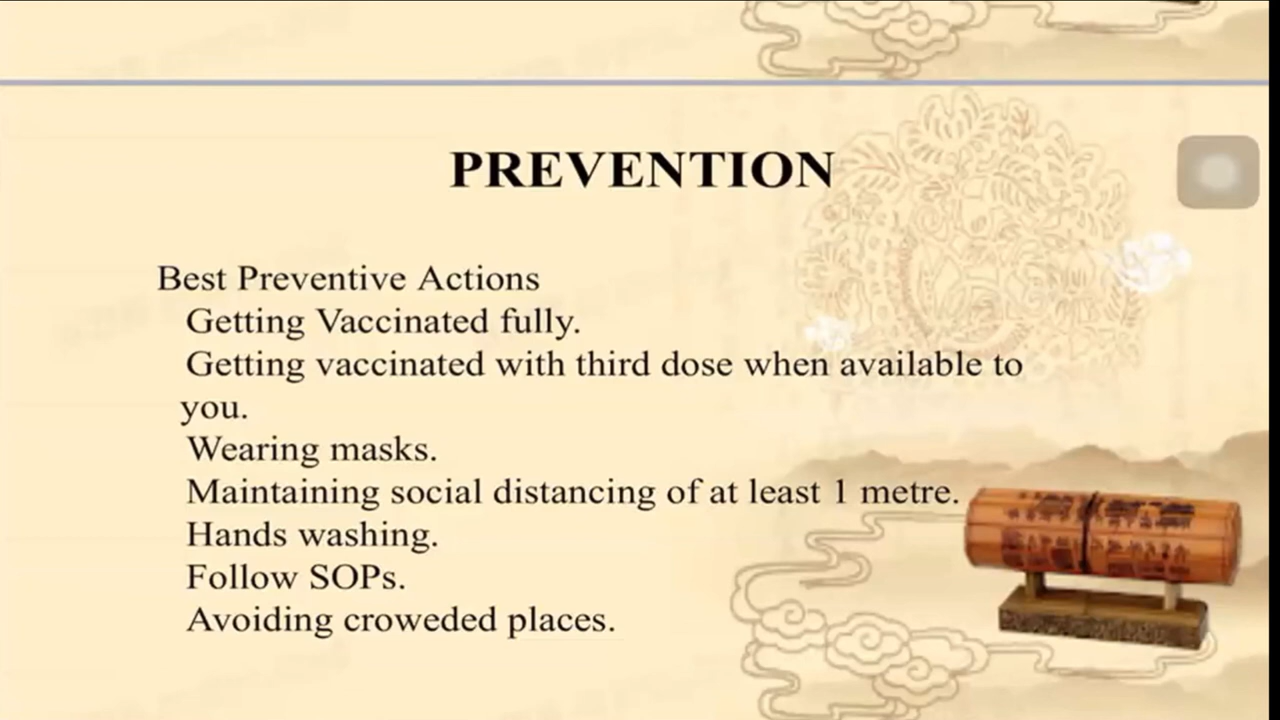 PREVENTION
Best Preventive Actions
Getting Vaccinated fully.
Getting vaccinated with third dose when available to
you.
Wearing masks.
Maintaining social distancing of at least 1 metre.
Hands washing.
Follow SOPs.
Avoiding croweded places.